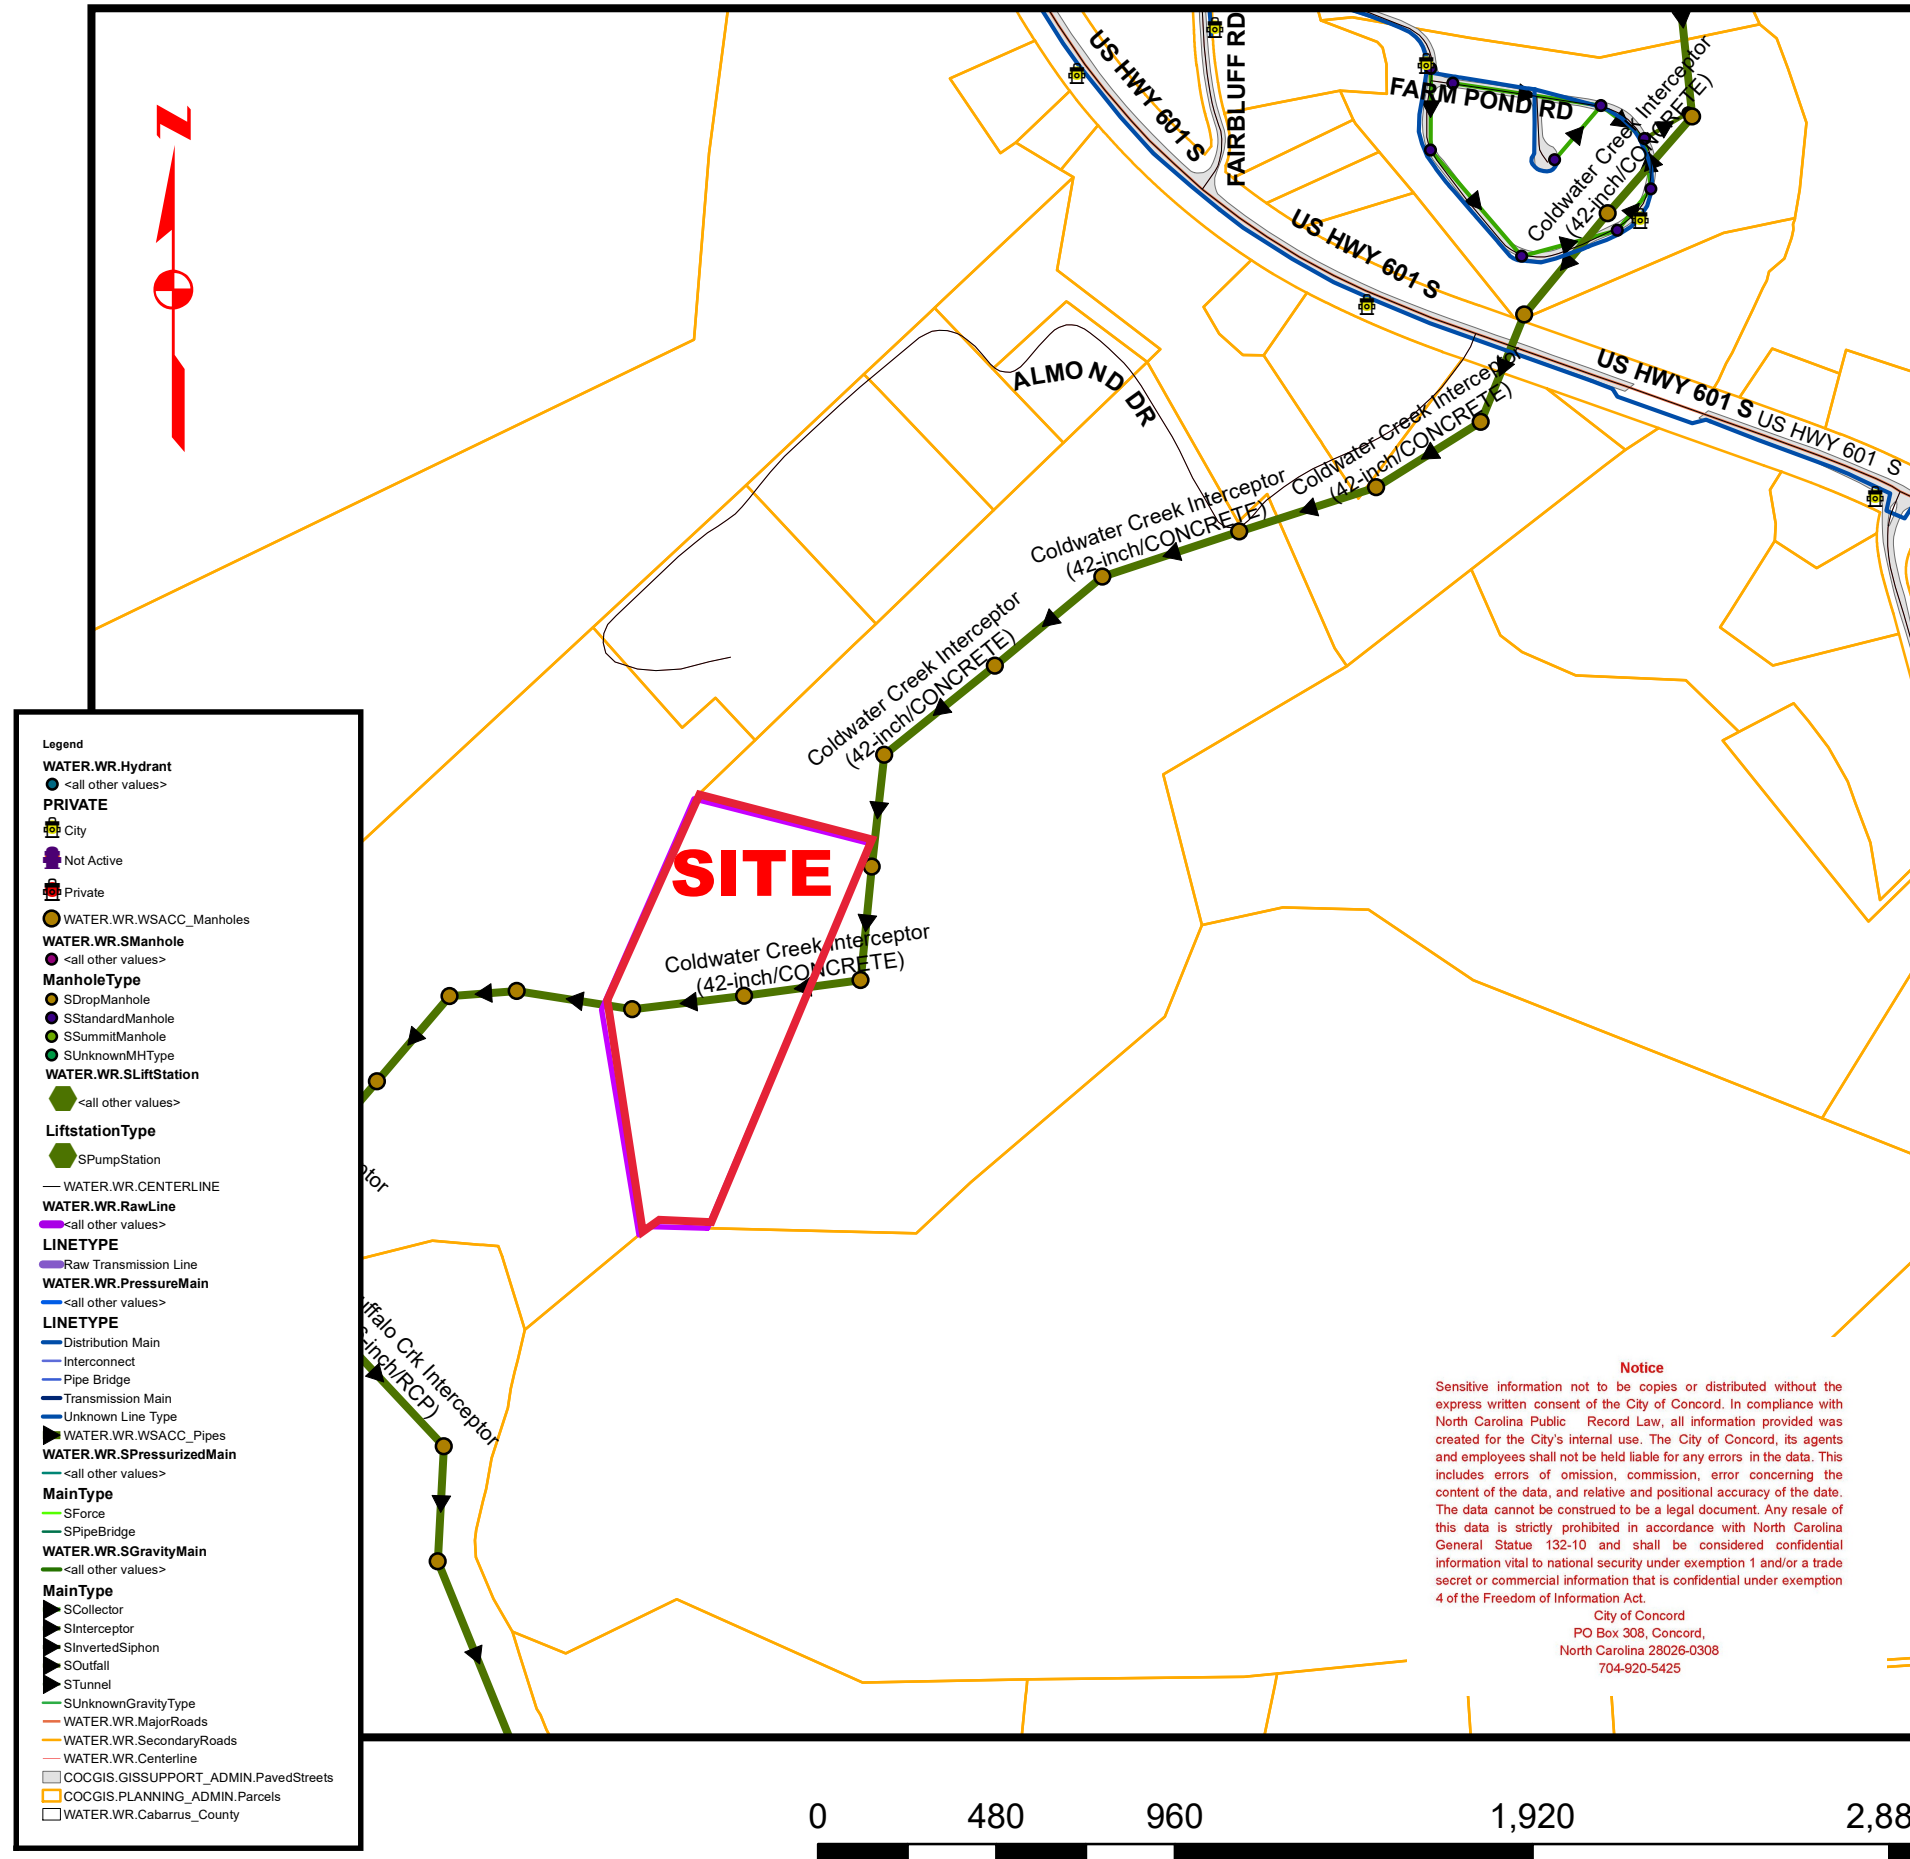 N
US HWY 601 S
FAIRBLUFF RD
FARM POND RD
Coldwater Creek Interceptor
(42-inch/CONCRETE)
US HWY 601 S
US HWY 601 S
US HWY 601 S
ALMOND DR
Coldwater Creek Interceptor
(42-inch/CONCRETE)
Coldwater Creek Interceptor
(42-inch/CONCRETE)
Coldwater Creek Interceptor
(42-inch/CONCRETE)
SITE
Coldwater Creek Interceptor
(42-inch/CONCRETE)
Crk Interceptor
-inch/RCP)
Legend
WATER.WR.Hydrant
<all other values>
PRIVATE
City
Not Active
Private
WATER.WR.WSACC_Manholes
WATER.WR.SManhole
<all other values>
ManholeType
SDropManhole
SStandardManhole
SSummitManhole
SUnknownMHType
WATER.WR.SLiftStation
<all other values>
LiftstationType
SPumpStation
WATER.WR.CENTERLINE
WATER.WR.RawLine
<all other values>
LINETYPE
Raw Transmission Line
WATER.WR.PressureMain
<all other values>
LINETYPE
Distribution Main
Interconnect
Pipe Bridge
Transmission Main
Unknown Line Type
WATER.WR.WSACC_Pipes
WATER.WR.SPressurizedMain
<all other values>
MainType
SForce
SPipeBridge
WATER.WR.SGravityMain
<all other values>
MainType
SCollector
SInterceptor
SInvertedSiphon
SOutfall
STunnel
SUnknownGravityType
WATER.WR.MajorRoads
WATER.WR.SecondaryRoads
WATER.WR.Centerline
COCGIS.GISSUPPORT_ADMIN.PavedStreets
COCGIS.PLANNING_ADMIN.Parcels
WATER.WR.Cabarrus_County
Notice
Sensitive information not to be copies or distributed without the
express written consent of the City of Concord. In compliance with
North Carolina Public Record Law, all information provided was
created for the City's internal use. The City of Concord, its agents
and employees shall not be held liable for any errors in the data. This
includes errors of omission, commission, error concerning the
content of the data, and relative and positional accuracy of the date.
The data cannot be construed to be a legal document. Any resale of
this data is strictly prohibited in accordance with North Carolina
General Statue 132-10 and shall be considered confidential
information vital to national security under exemption 1 and/or a trade
secret or commercial information that is confidential under exemption
4 of the Freedom of Information Act.
City of Concord
PO Box 308, Concord,
North Carolina 28026-0308
704-920-5425
0 480 960 1,920 2,88